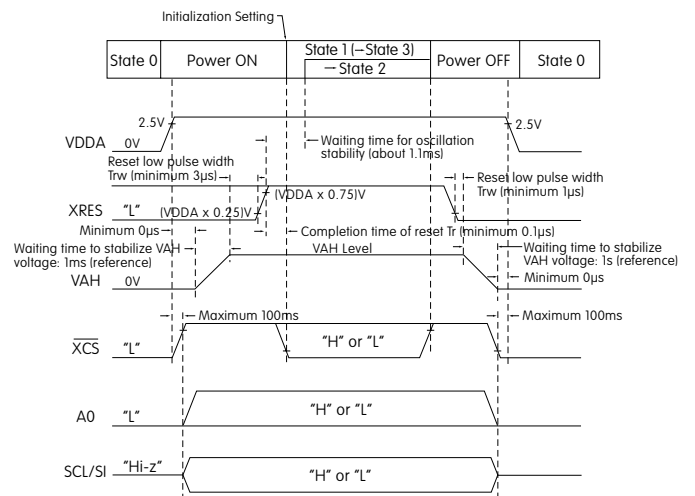 Initialization Setting
State 0
Power ON
State 1 (→State 3)
→ State 2
Power OFF
State 0
2.5V
2.5V
VDDA
0V
Waiting time for oscillation
stability (about 1.1ms)
Reset low pulse width
Trw (minimum 3μs)
(VDDA x 0.75)V
Reset low pulse width
Trw (minimum 1μs)
XRES
"L"
(VDDA x 0.25)V
Minimum 0μs
Completion time of reset Tr (minimum 0.1μs)
Waiting time to stabilize VAH
voltage: 1ms (reference)
VAH Level
Waiting time to stabilize
VAH voltage: 1s (reference)
VAH
0V
Minimum 0μs
Maximum 100ms
Maximum 100ms
XCS
"L"
"H" or "L"
A0
"L"
"H" or "L"
SCL/SI
"Hi-z"
"H" or "L"